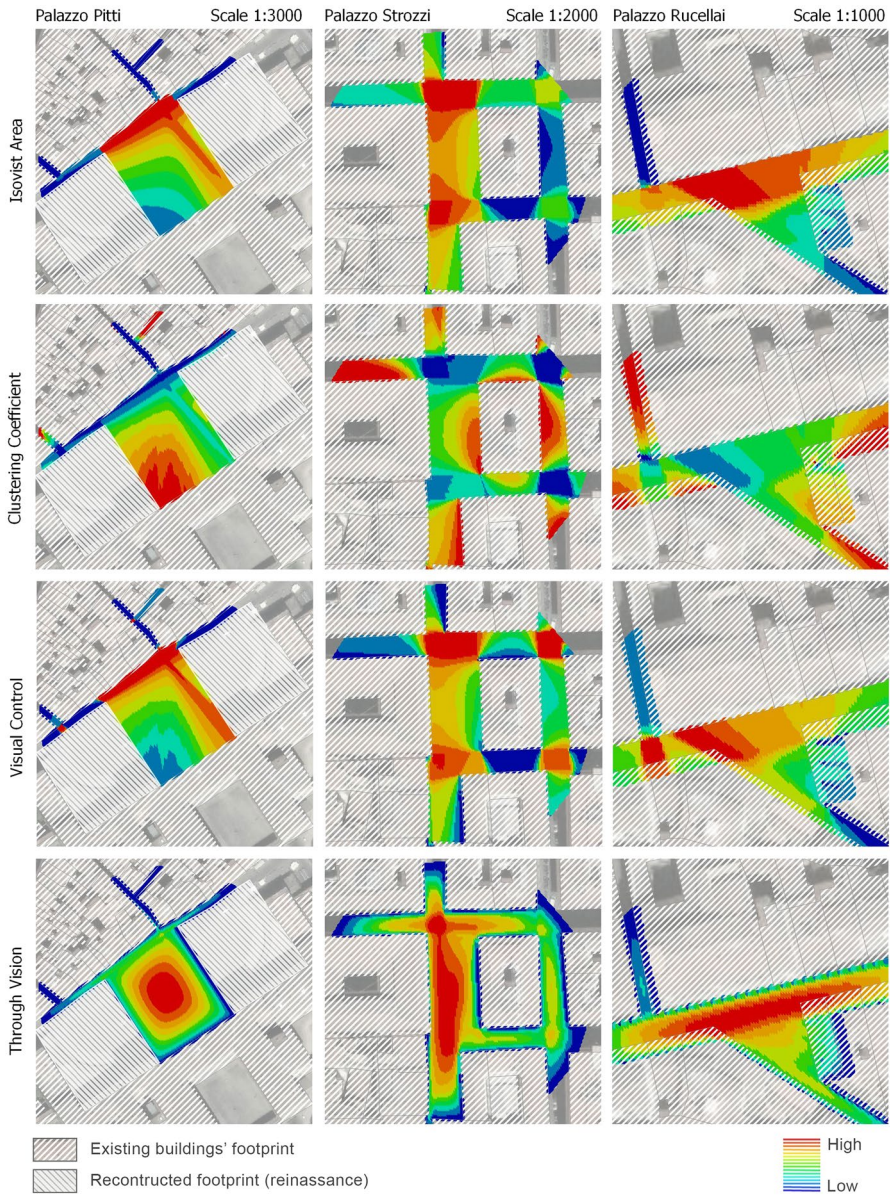 Palazzo Pitti Scale 1:3000 Palazzo Strozzi Scale 1:2000 Palazzo Rucellai Scale 1:1000
Isovist Area
Clustering Coefficient
Visual Control
Through Vision
Existing buildings' footprint
Recontructed footprint (reinassance)
High
Low